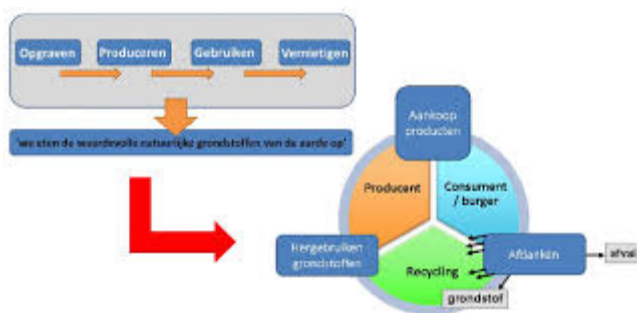 Opgraven
Produceren
Gebruiken
Vernietigen
'we eten de waardevolle natuurlijke grondstoffen van de aarde op'
Aankoop
producten
Producent
Consument
/ burger
Hergebruiken
grondstoffen
Afdanken
afval
Recycling
grondstof